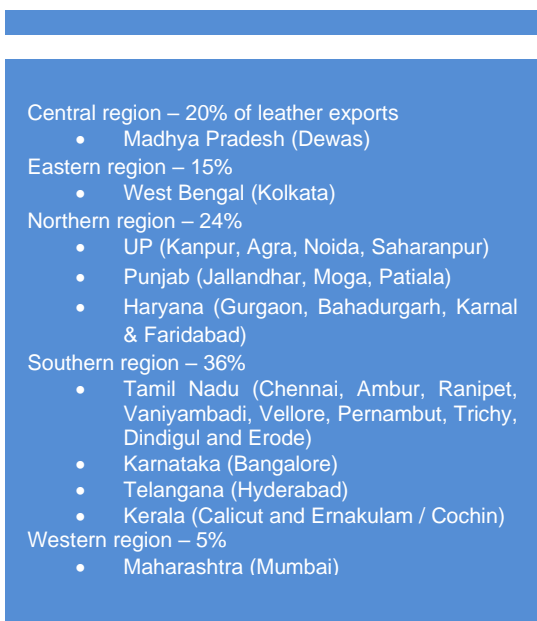 Central region – 20% of leather exports
• Madhya Pradesh (Dewas)
Eastern region – 15%
• West Bengal (Kolkata)
Northern region – 24%
• UP (Kanpur, Agra, Noida, Saharanpur)
• Punjab (Jallandhar, Moga, Patiala)
• Haryana (Gurgaon, Bahadurgarh, Karnal
& Faridabad)
Southern region – 36%
• Tamil Nadu (Chennai, Ambur, Ranipet,
Vaniyambadi, Vellore, Pernambut, Trichy,
Dindigul and Erode)
• Karnataka (Bangalore)
• Telangana (Hyderabad)
• Kerala (Calicut and Ernakulam / Cochin)
Western region – 5%
• Maharashtra (Mumbai)